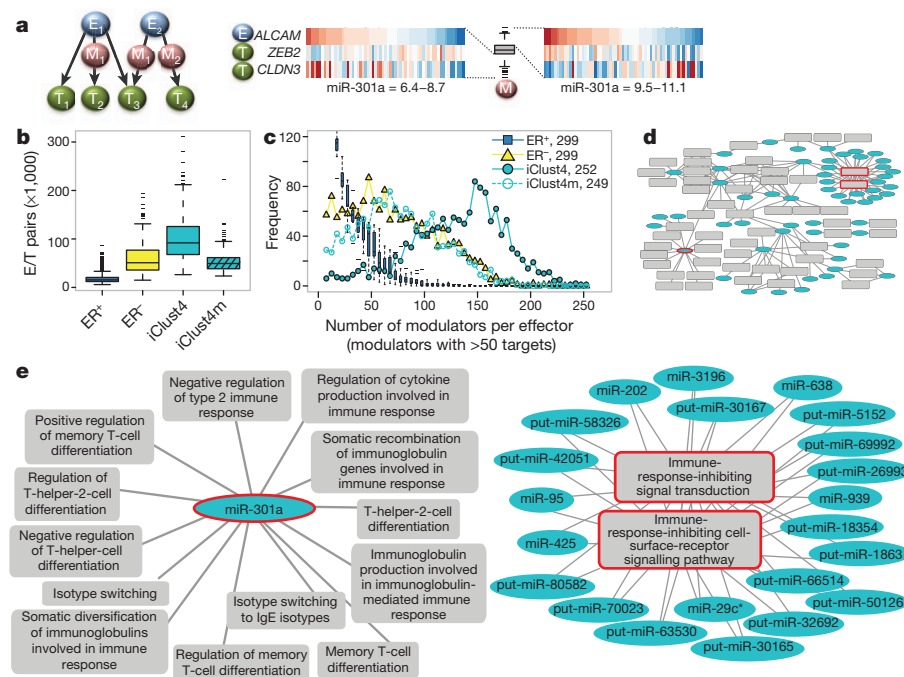 a
E1
E2
M1
M1
M2
T1
T2
T3
T4
E ALCAM
T ZEB2
T CLDN3
miR-301a = 6.4–8.7
M
miR-301a = 9.5–11.1
b
E/T pairs (×1,000)
300
200
100
0
ER+
ER−
iClust4
iClust4m
c
Frequency
120
80
40
0
0 50 100 150 200 250
Number of modulators per effector
(modulators with >50 targets)
ER+, 299
ER−, 299
iClust4, 252
iClust4m, 249
d
e
Negative regulation
of type 2 immune
response
Regulation of cytokine
production involved in
immune response
Positive regulation
of memory T-cell
differentiation
Somatic recombination
of immunoglobulin
genes involved in
immune response
Regulation of
T-helper-2-cell
differentiation
miR-301a
T-helper-2-cell
differentiation
Negative regulation
of T-helper-cell
differentiation
Immunoglobulin
production involved in
immunoglobulin-
mediated immune
response
Isotype switching
Isotype switching
to IgE isotypes
Somatic diversification
of immunoglobulins
involved in immune
response
Regulation of memory
T-cell differentiation
Memory T-cell
differentiation
miR-3196
miR-202
miR-638
put-miR-30167
put-miR-58326
put-miR-5152
put-miR-42051
put-miR-69992
Immune-
response-inhibiting
signal transduction
put-miR-26993
miR-95
miR-939
Immune-
response-inhibiting cell-
surface-receptor
signalling pathway
put-miR-18354
miR-425
put-miR-1863
put-miR-80582
put-miR-66514
put-miR-50126
put-miR-70023
miR-29c*
put-miR-32692
put-miR-63530
put-miR-30165